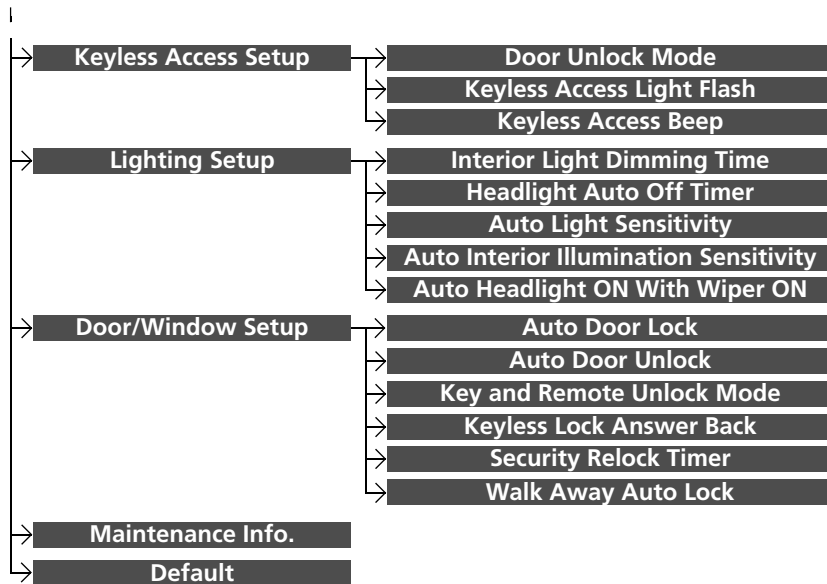 Keyless Access Setup
Door Unlock Mode
Keyless Access Light Flash
Keyless Access Beep
Lighting Setup
Interior Light Dimming Time
Headlight Auto Off Timer
Auto Light Sensitivity
Auto Interior Illumination Sensitivity
Auto Headlight ON With Wiper ON
Door/Window Setup
Auto Door Lock
Auto Door Unlock
Key and Remote Unlock Mode
Keyless Lock Answer Back
Security Relock Timer
Walk Away Auto Lock
Maintenance Info.
Default